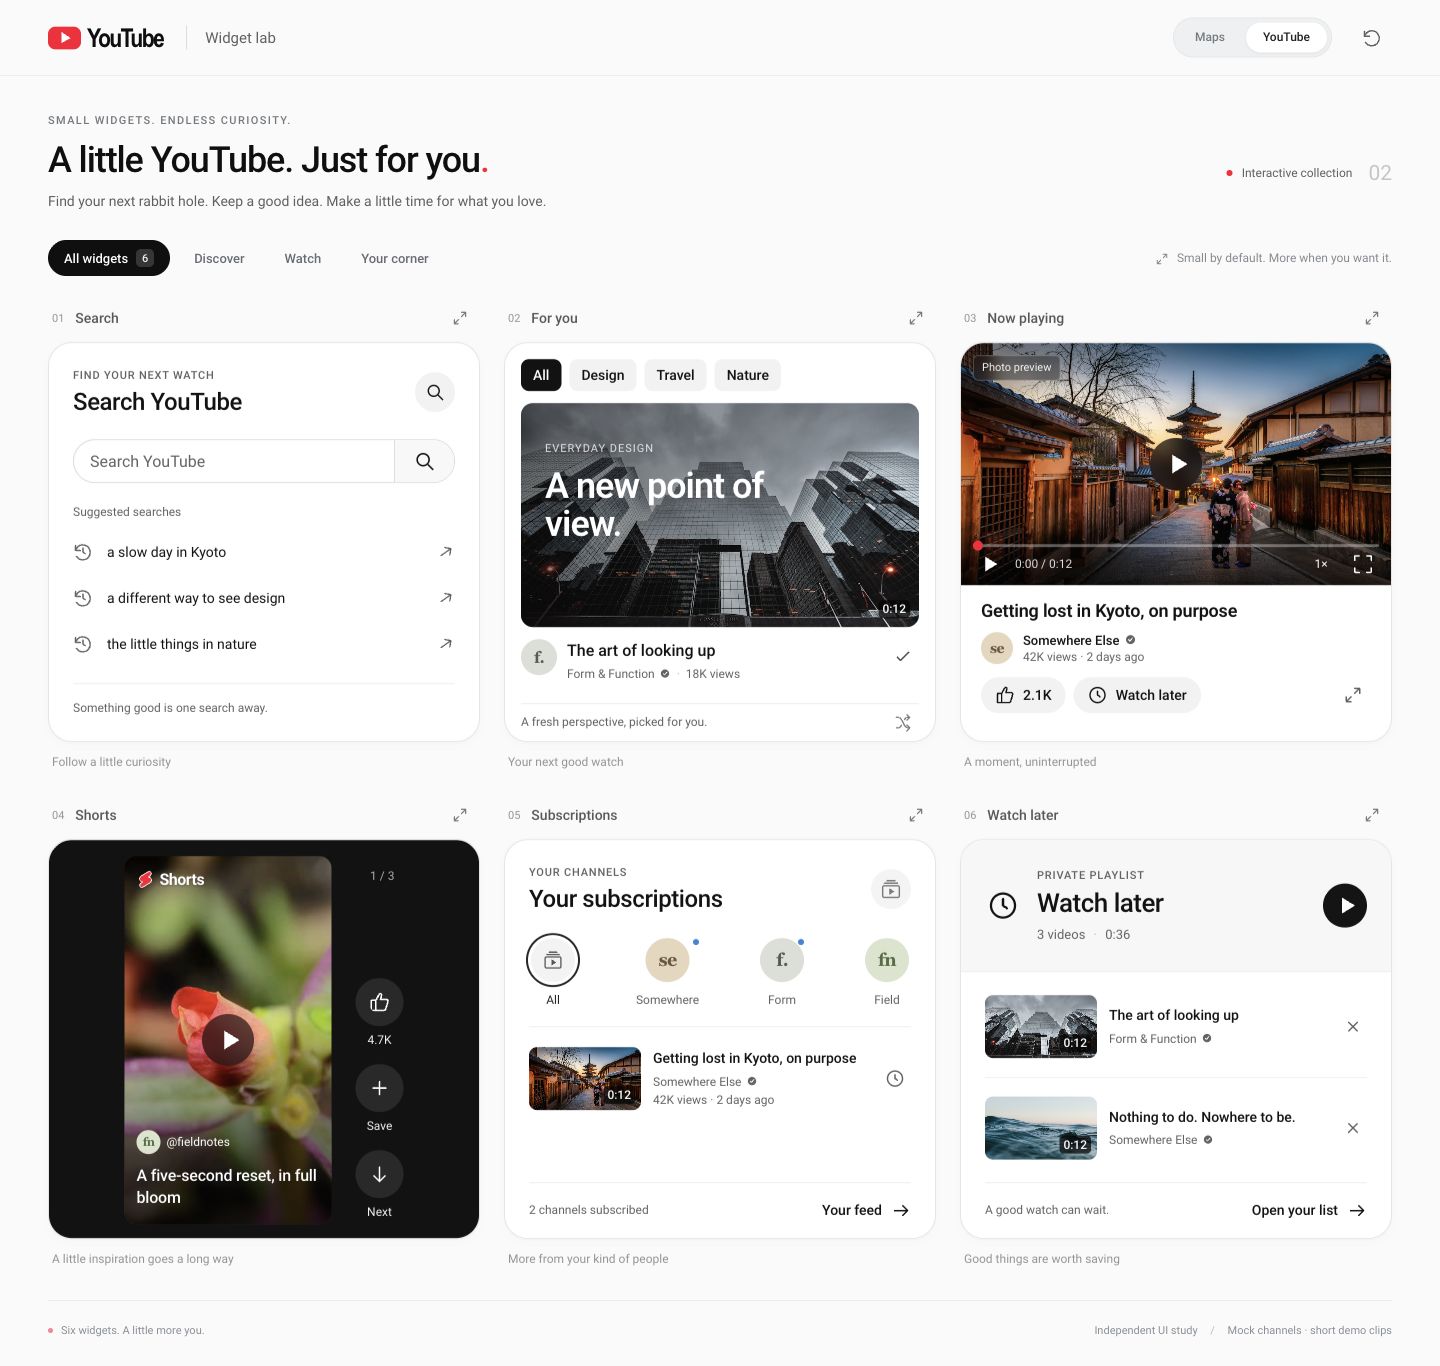 YouTube
Widget lab
Maps
YouTube
SMALL WIDGETS. ENDLESS CURIOSITY.
A little YouTube. Just for you.
Find your next rabbit hole. Keep a good idea. Make a little time for what you love.
Interactive collection 02
All widgets 6
Discover
Watch
Your corner
Small by default. More when you want it.
01 Search
FIND YOUR NEXT WATCH
Search YouTube
Search YouTube
Suggested searches
a slow day in Kyoto
a different way to see design
the little things in nature
Something good is one search away.
Follow a little curiosity
02 For you
All
Design
Travel
Nature
EVERYDAY DESIGN
A new point of
view.
0:12
f.
The art of looking up
Form & Function · 18K views
A fresh perspective, picked for you.
Your next good watch
03 Now playing
Photo preview
0:00 / 0:12
1×
Getting lost in Kyoto, on purpose
se
Somewhere Else
42K views · 2 days ago
2.1K
Watch later
A moment, uninterrupted
04 Shorts
Shorts
1 / 3
4.7K
Save
Next
fn
@fieldnotes
A five-second reset, in full
bloom
A little inspiration goes a long way
05 Subscriptions
YOUR CHANNELS
Your subscriptions
All
se
Somewhere
f.
Form
fn
Field
0:12
Getting lost in Kyoto, on purpose
Somewhere Else
42K views · 2 days ago
2 channels subscribed
Your feed
More from your kind of people
06 Watch later
PRIVATE PLAYLIST
Watch later
3 videos · 0:36
0:12
The art of looking up
Form & Function
0:12
Nothing to do. Nowhere to be.
Somewhere Else
A good watch can wait.
Open your list
Good things are worth saving
Six widgets. A little more you.
Independent UI study / Mock channels · short demo clips